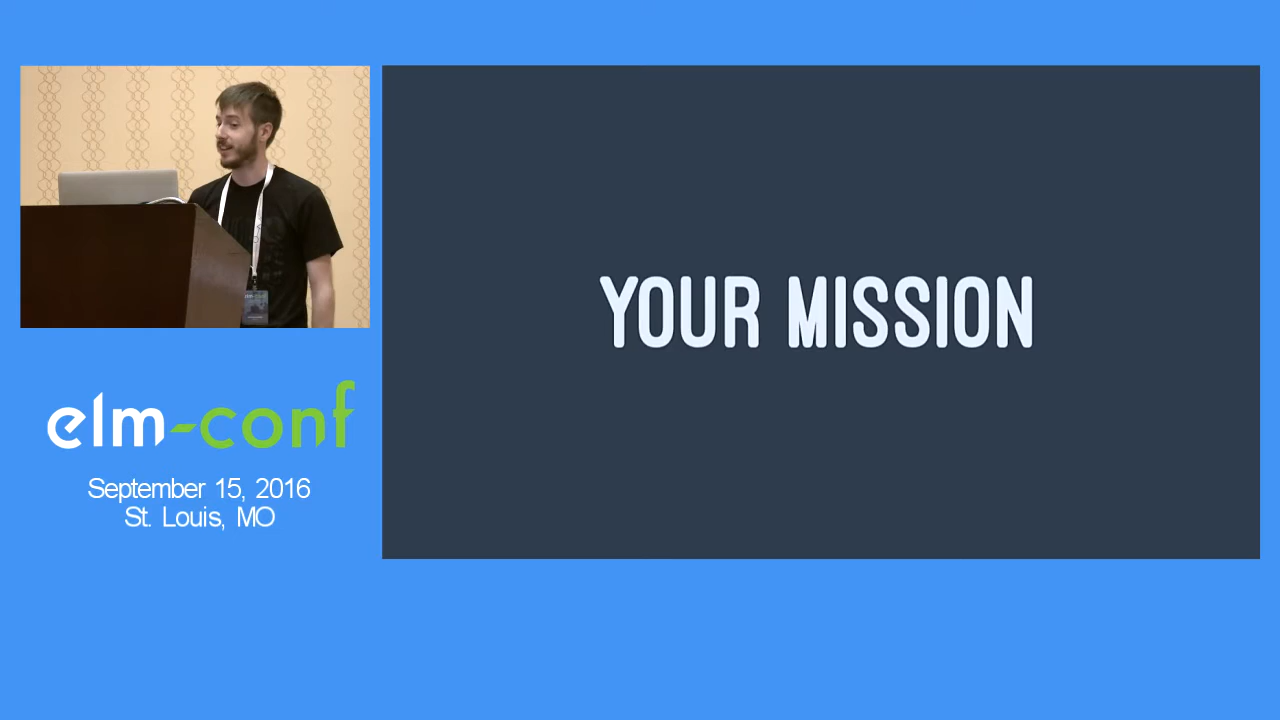 YOUR MISSION
elm-conf
September 15, 2016
St. Louis, MO